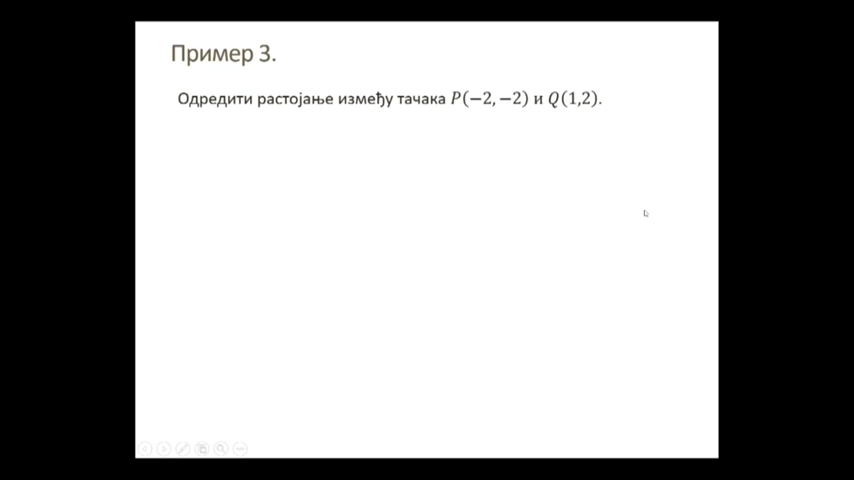 Пример 3.
Одредити растојање између тачака P(−2, −2) и Q(1,2).